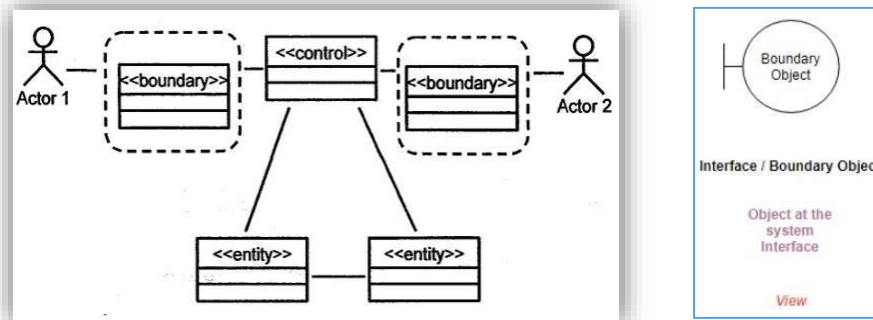 <<control>>
<<boundary>>
<<boundary>>
Actor 1
Actor 2
<<entity>>
<<entity>>
Boundary
Object
Interface / Boundary Objec
Object at the
system
Interface
View